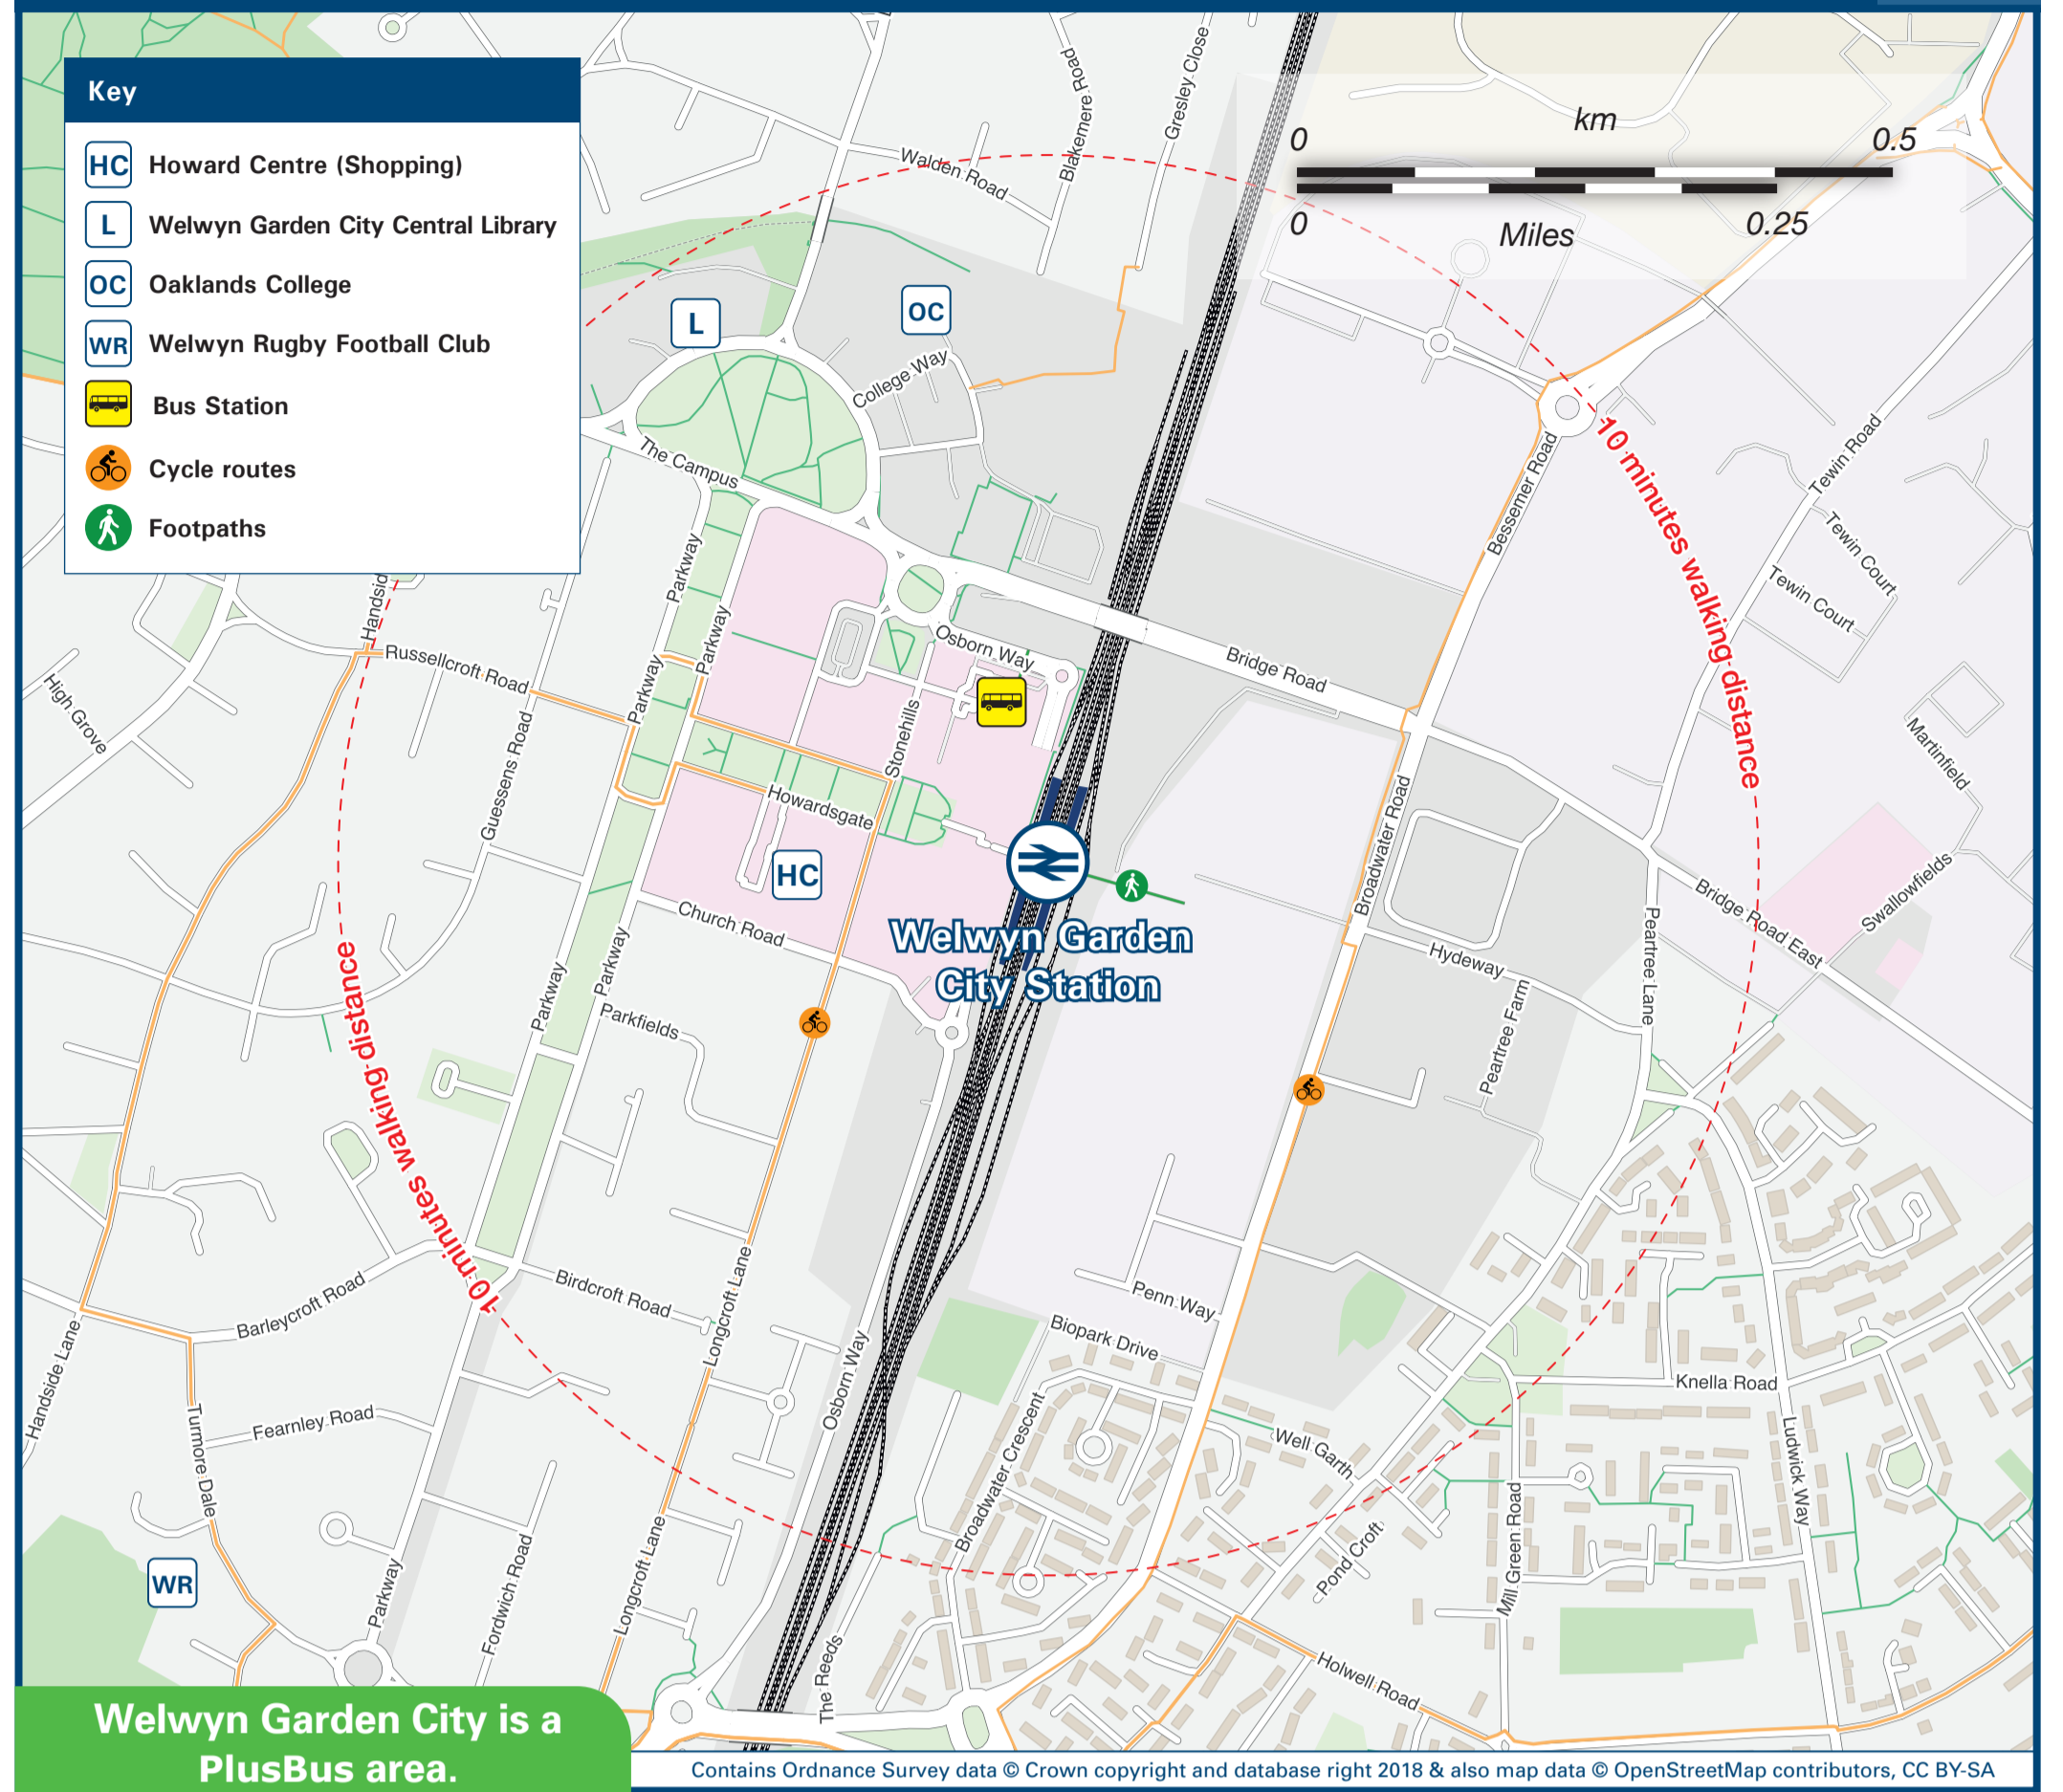 Key
HC Howard Centre (Shopping)
L Welwyn Garden City Central Library
OC Oaklands College
WR Welwyn Rugby Football Club
Bus Station
Cycle routes
Footpaths
km
0 0.5
0 0.25
Miles
Blakemere Road
Gresley Close
Walden Road
L
OC
College Way
The Campus
10 minutes walking distance
Bessemer Road
Tewin Road
Tewin Court
Tewin Court
Parkway
Parkway
Handsid
Russellcroft Road
Osborn Way
Bridge Road
High Grove
Parkway
Stonehills
Guessens Road
Martinfield
Howardsgate
Broadwater Road
HC
Church Road
Welwyn Garden
City Station
Swallowfields
Bridge Road East
Peartree Lane
Hydeway
Peartree Farm
Parkway
Parkway
Parkfields
10 minutes walking distance
Birdcroft Road
Barleycroft Road
Longcroft Lane
Penn Way
Biopark Drive
Osborn Way
Handside Lane
Turmore Dale
Fearnley Road
Knella Road
Ludwick Way
Well Garth
Broadwater Crescent
Pond Croft
Mill Green Road
WR
Parkway
Fordwich Road
Longcroft Lane
The Reeds
Holwell Road
Welwyn Garden City is a
PlusBus area.
Contains Ordnance Survey data © Crown copyright and database right 2018 & also map data © OpenStreetMap contributors, CC BY-SA